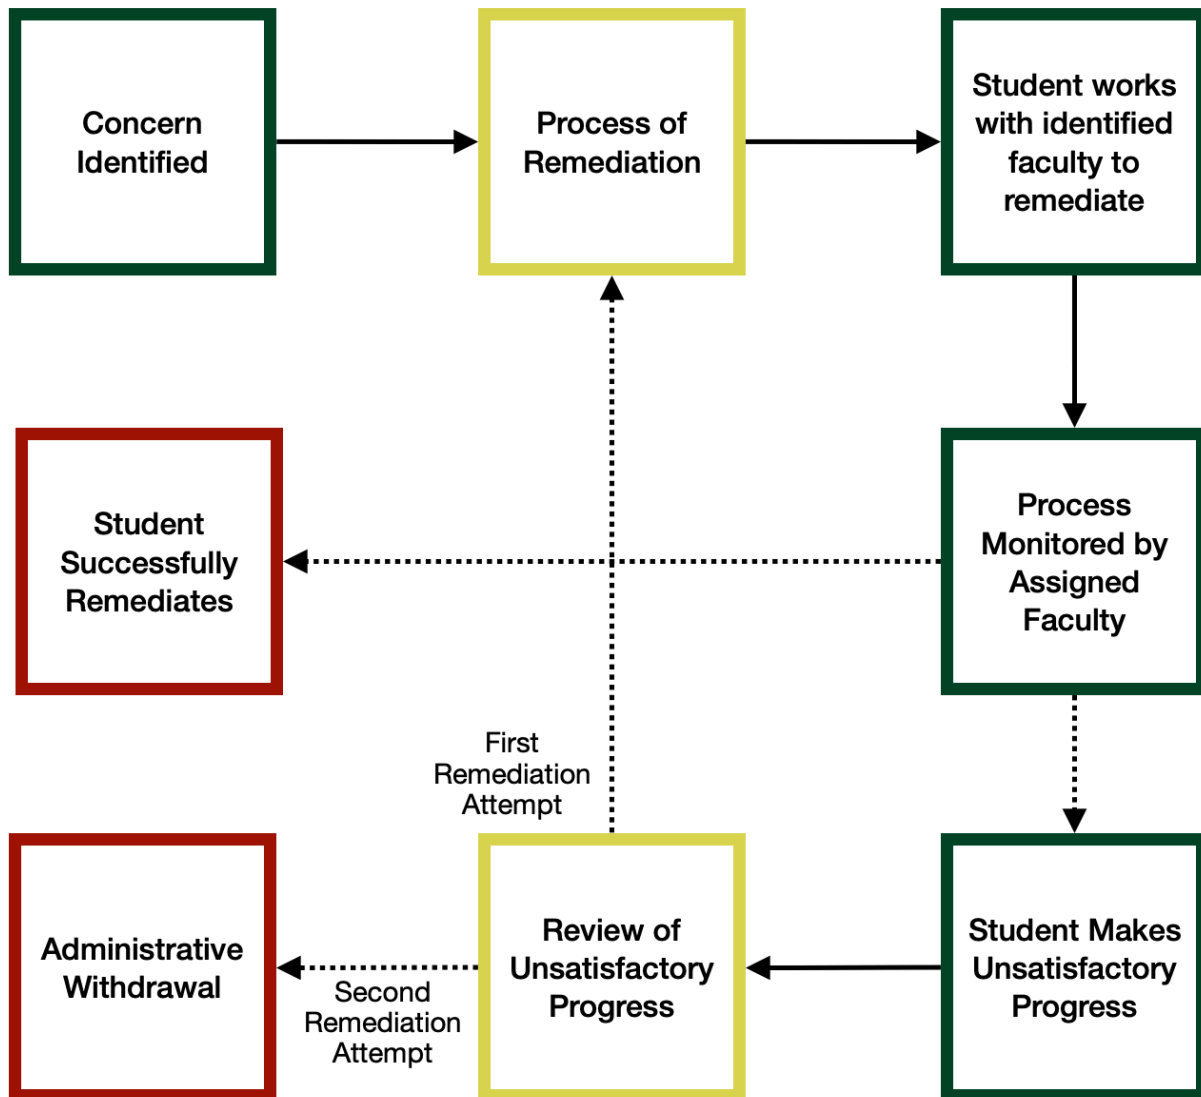 Concern
Identified
Process of
Remediation
Student works
with identified
faculty to
remediate
Student
Successfully
Remediates
Process
Monitored by
Assigned
Faculty
First
Remediation
Attempt
Administrative
Withdrawal
Second
Remediation
Attempt
Review of
Unsatisfactory
Progress
Student Makes
Unsatisfactory
Progress